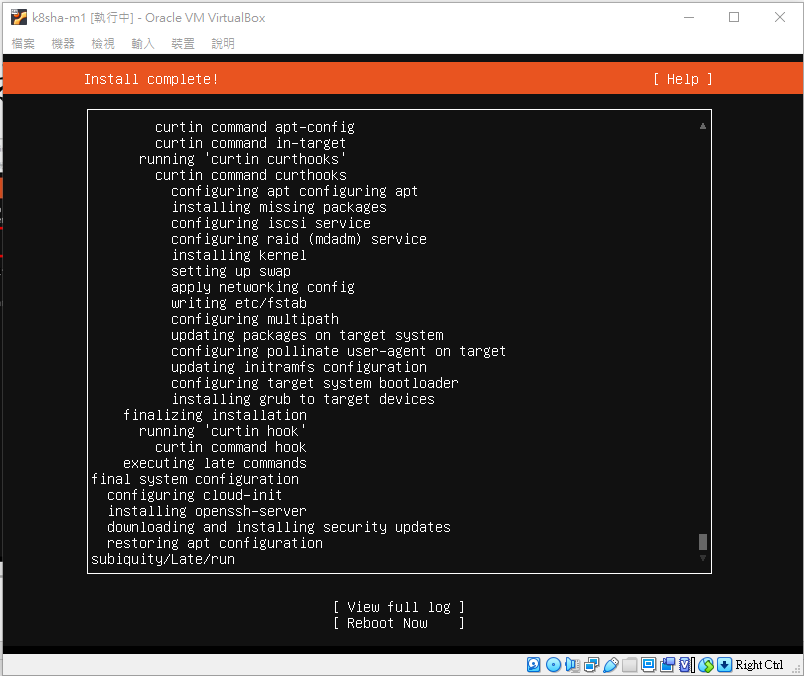 k8sha-m1 [執行中] - Oracle VM VirtualBox
檔案 機器 檢視 輸入 裝置 說明
Install complete! [ Help ]
curtin command apt-config
curtin command in-target
running 'curtin curthooks'
curtin command curthooks
configuring apt configuring apt
installing missing packages
configuring iscsi service
configuring raid (mdadm) service
installing kernel
setting up swap
apply networking config
writing etc/fstab
configuring multipath
updating packages on target system
configuring pollinate user-agent on target
updating initramfs configuration
configuring target system bootloader
installing grub to target devices
finalizing installation
running 'curtin hook'
curtin command hook
executing late commands
final system configuration
configuring cloud-init
installing openssh-server
downloading and installing security updates
restoring apt configuration
subiquity/Late/run
[ View full log ]
[ Reboot Now ]
Right Ctrl